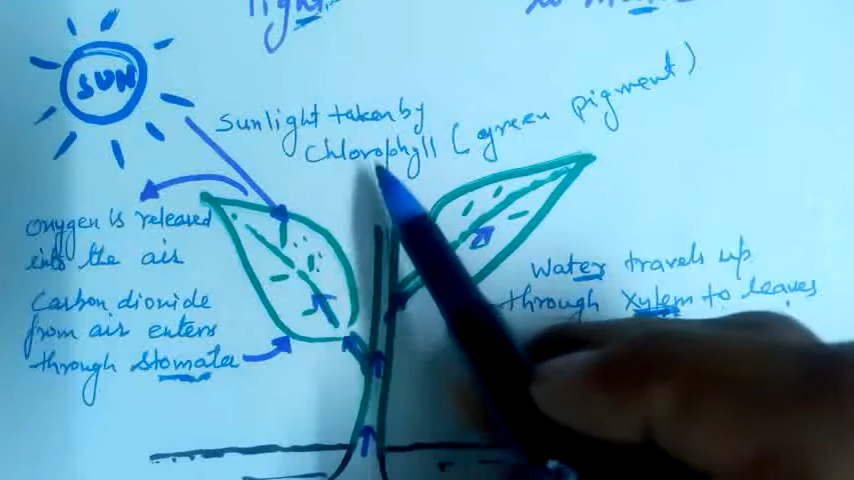 light
SUN
Sunlight taken by
Chlorophyll (green pigment)
oxygen is released
into the air
Carbon dioxide
from air enters
through stomata
Water travels up
through xylem to leaves